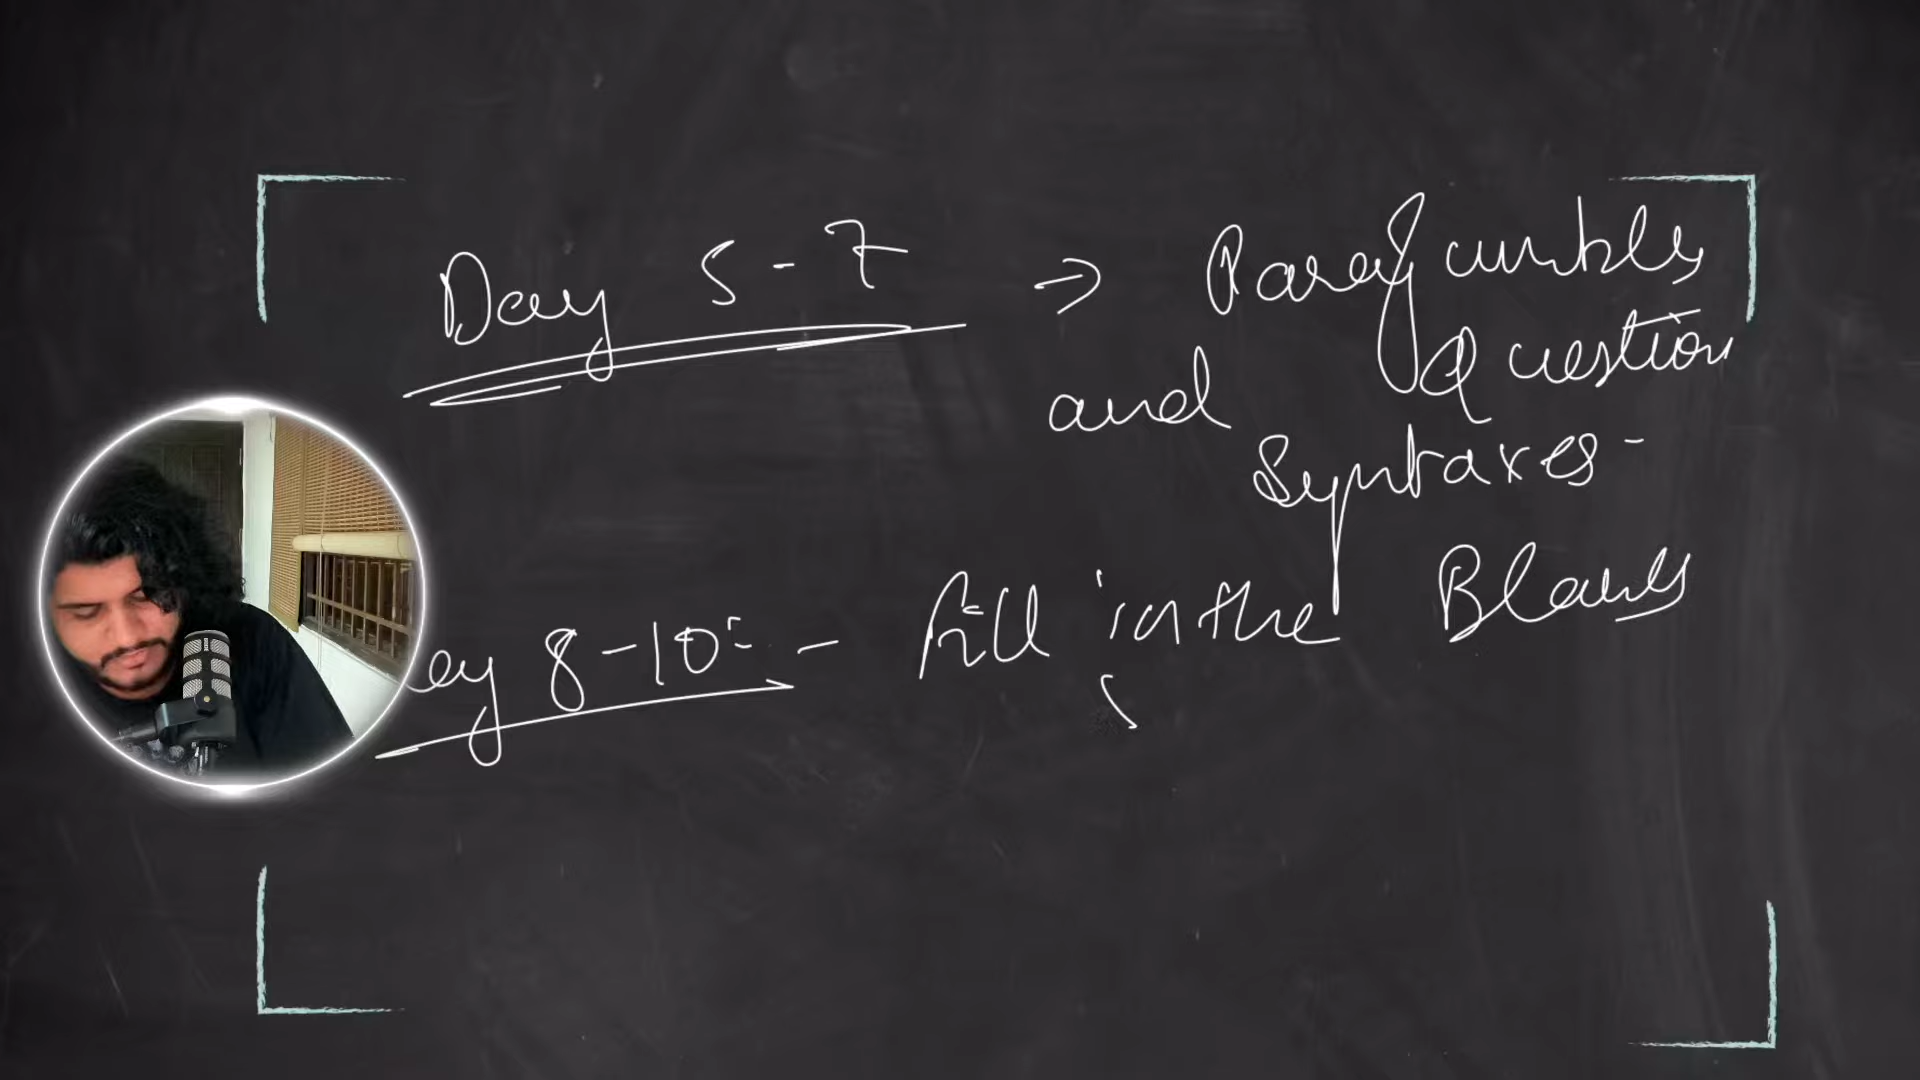 Day 5-7 → Parajumbles
and Question
Syntaxes-
ay 8-10:- Fill in the Blanks